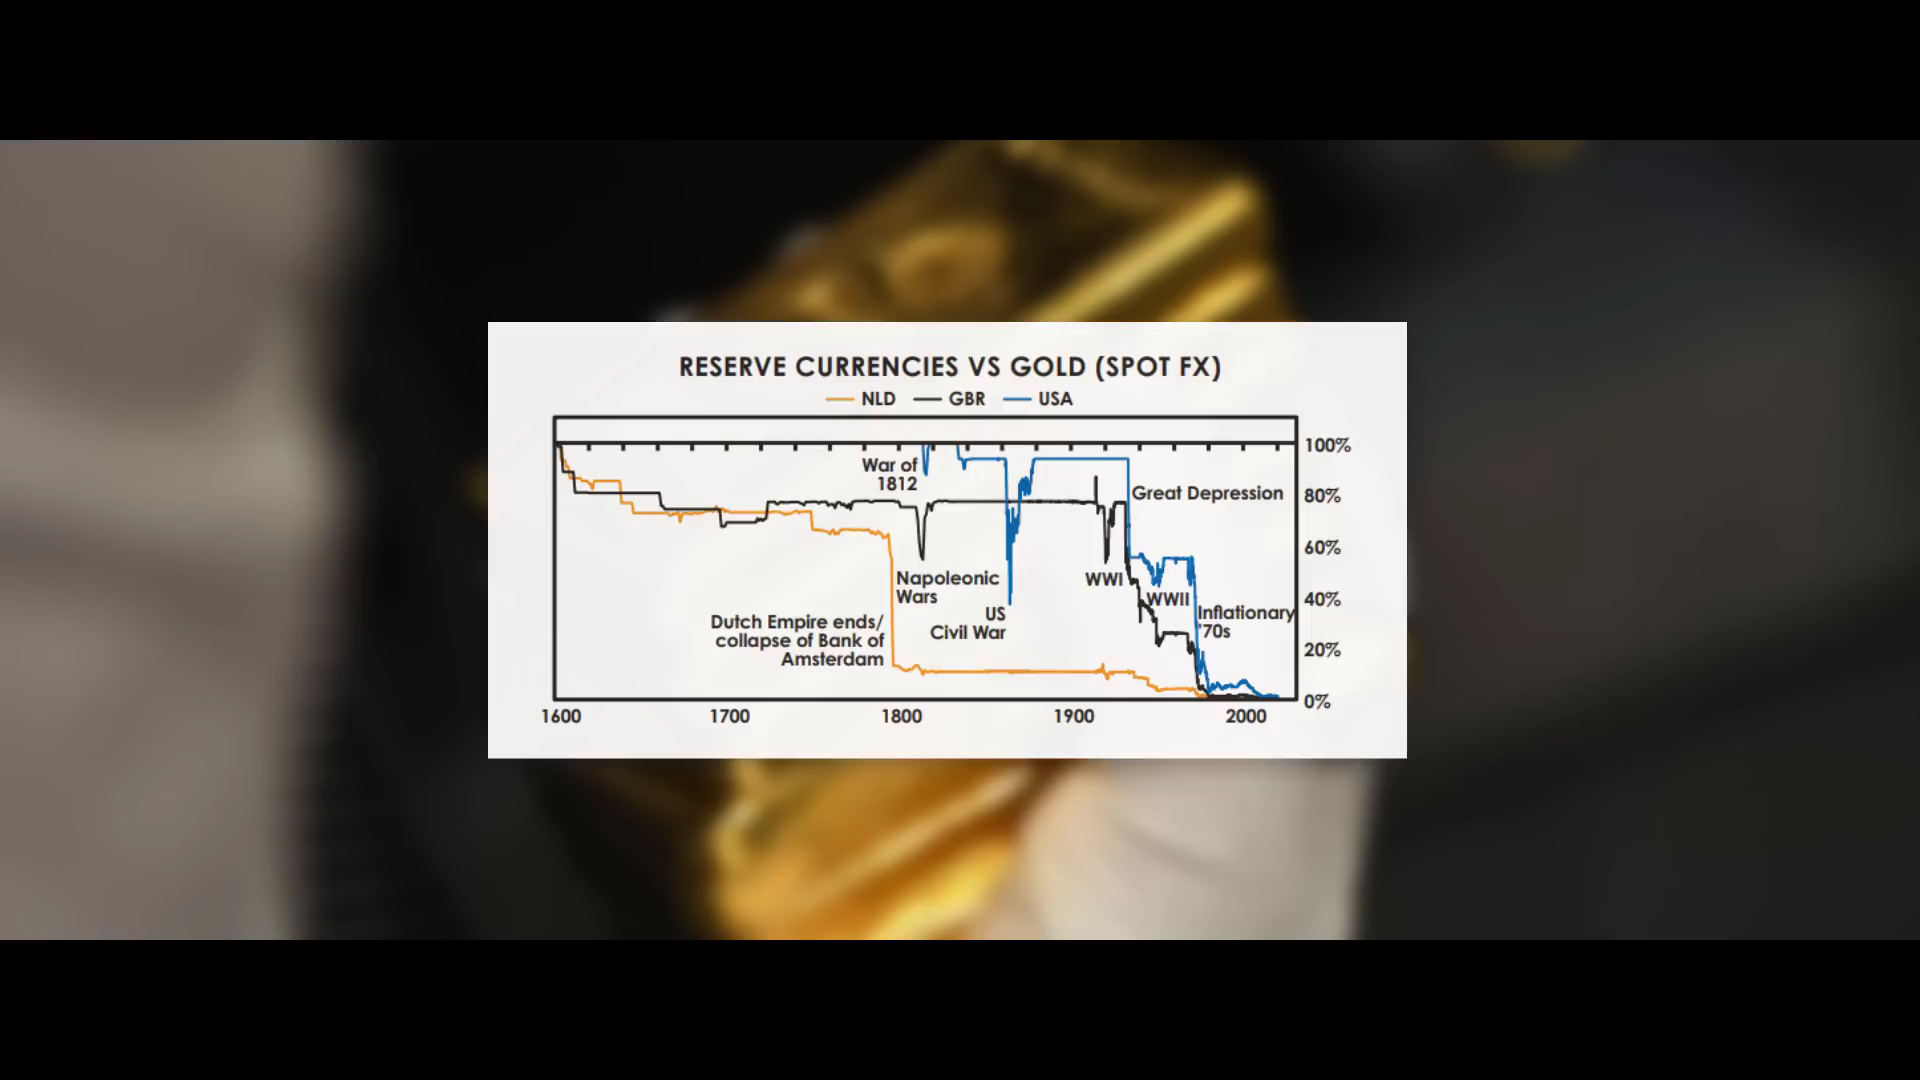 RESERVE CURRENCIES VS GOLD (SPOT FX)
NLD GBR USA
100%
War of
1812
Great Depression
80%
60%
Napoleonic
Wars
WWI
WWII
40%
US
Civil War
Inflationary
'70s
Dutch Empire ends/
collapse of Bank of
Amsterdam
20%
0%
1600 1700 1800 1900 2000